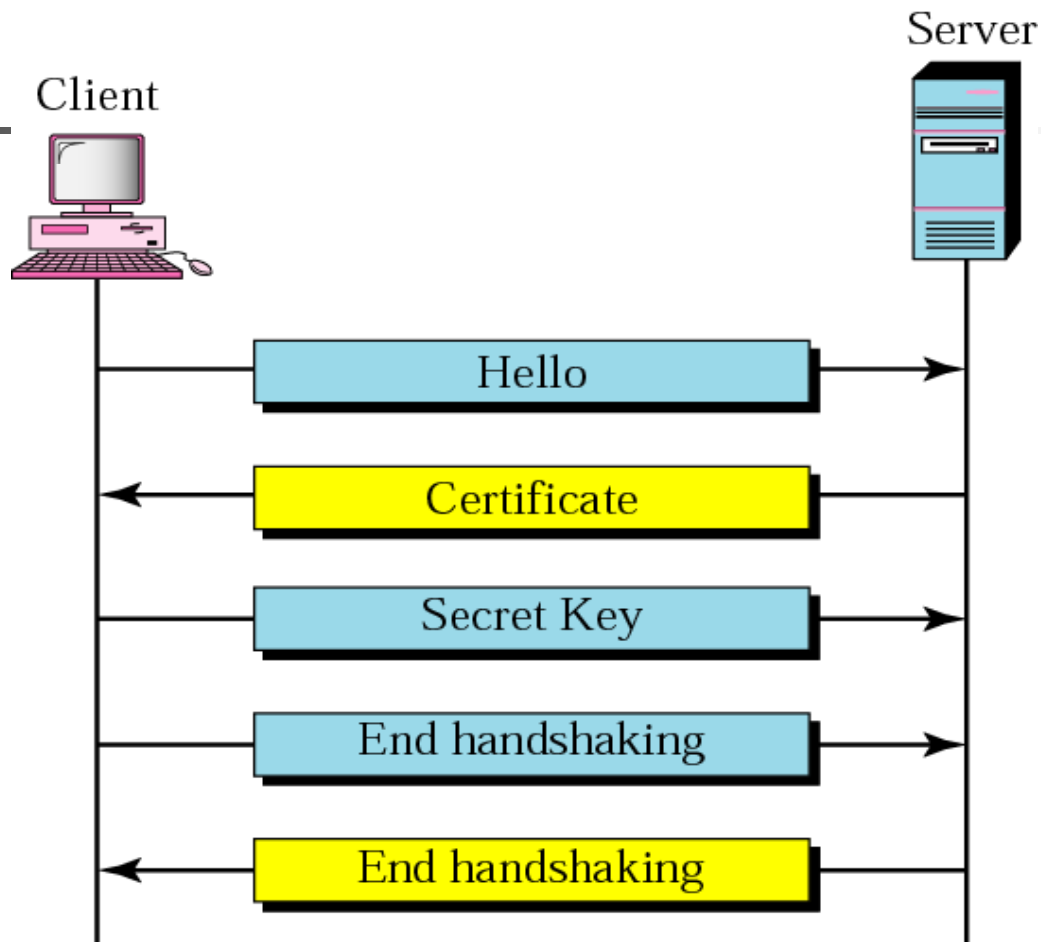 Server
Client
Hello
Certificate
Secret Key
End handshaking
End handshaking